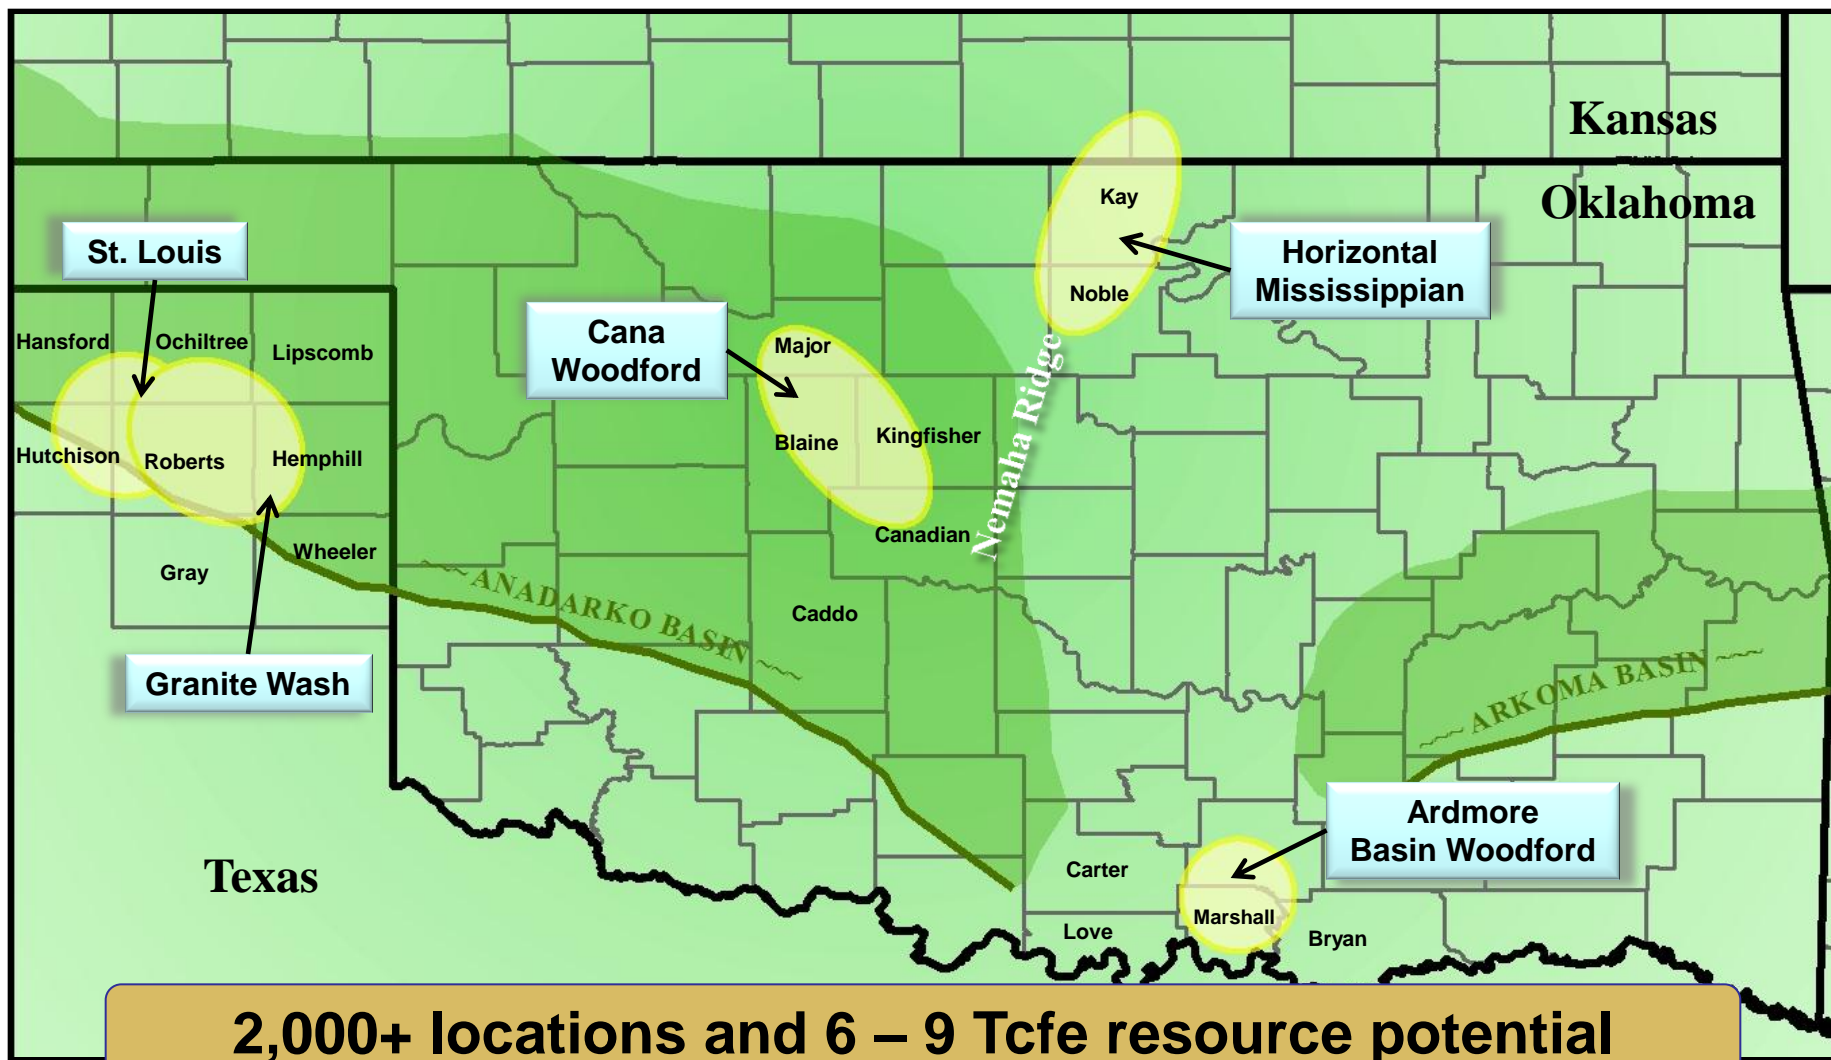 Kansas
Oklahoma
Kay
St. Louis
Horizontal
Mississippian
Noble
Hansford
Ochiltree
Lipscomb
Cana
Woodford
Major
Nemaha Ridge
Blaine
Kingfisher
Hutchison
Roberts
Hemphill
Canadian
Wheeler
Gray
~~~ ANADARKO BASIN ~~~
Caddo
Granite Wash
~~~ ARKOMA BASIN ~~~
Ardmore
Basin Woodford
Texas
Carter
Marshall
Love
Bryan
2,000+ locations and 6 – 9 Tcfe resource potential